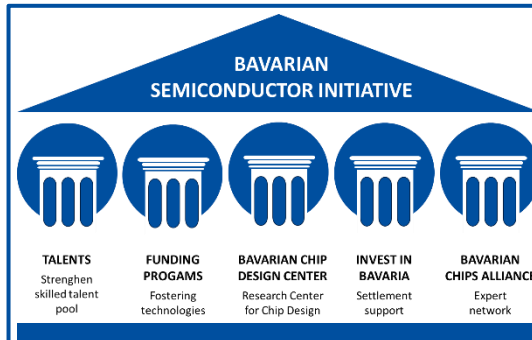 BAVARIAN
SEMICONDUCTOR INITIATIVE
TALENTS
Strenghen
skilled talent
pool
FUNDING
PROGAMS
Fostering
technologies
BAVARIAN CHIP
DESIGN CENTER
Research Center
for Chip Design
INVEST IN
BAVARIA
Settlement
support
BAVARIAN
CHIPS ALLIANCE
Expert
network